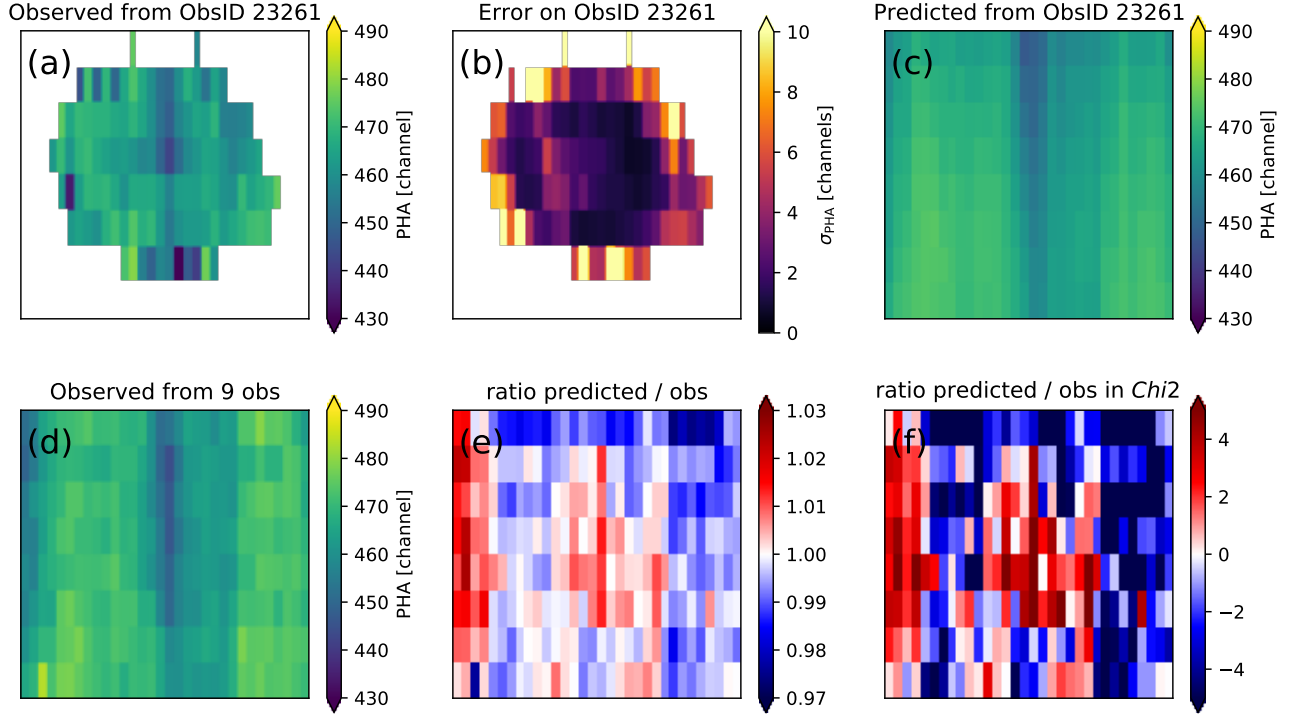 Observed from ObsID 23261
Error on ObsID 23261
Predicted from ObsID 23261
(a)
(b)
(c)
490
480
470
460
450
440
430
PHA [channel]
10
8
6
4
2
0
σPHA [channels]
490
480
470
460
450
440
430
PHA [channel]
Observed from 9 obs
ratio predicted / obs
ratio predicted / obs in Chi2
(d)
(e)
(f)
490
480
470
460
450
440
430
PHA [channel]
1.03
1.02
1.01
1.00
0.99
0.98
0.97
4
2
0
−2
−4